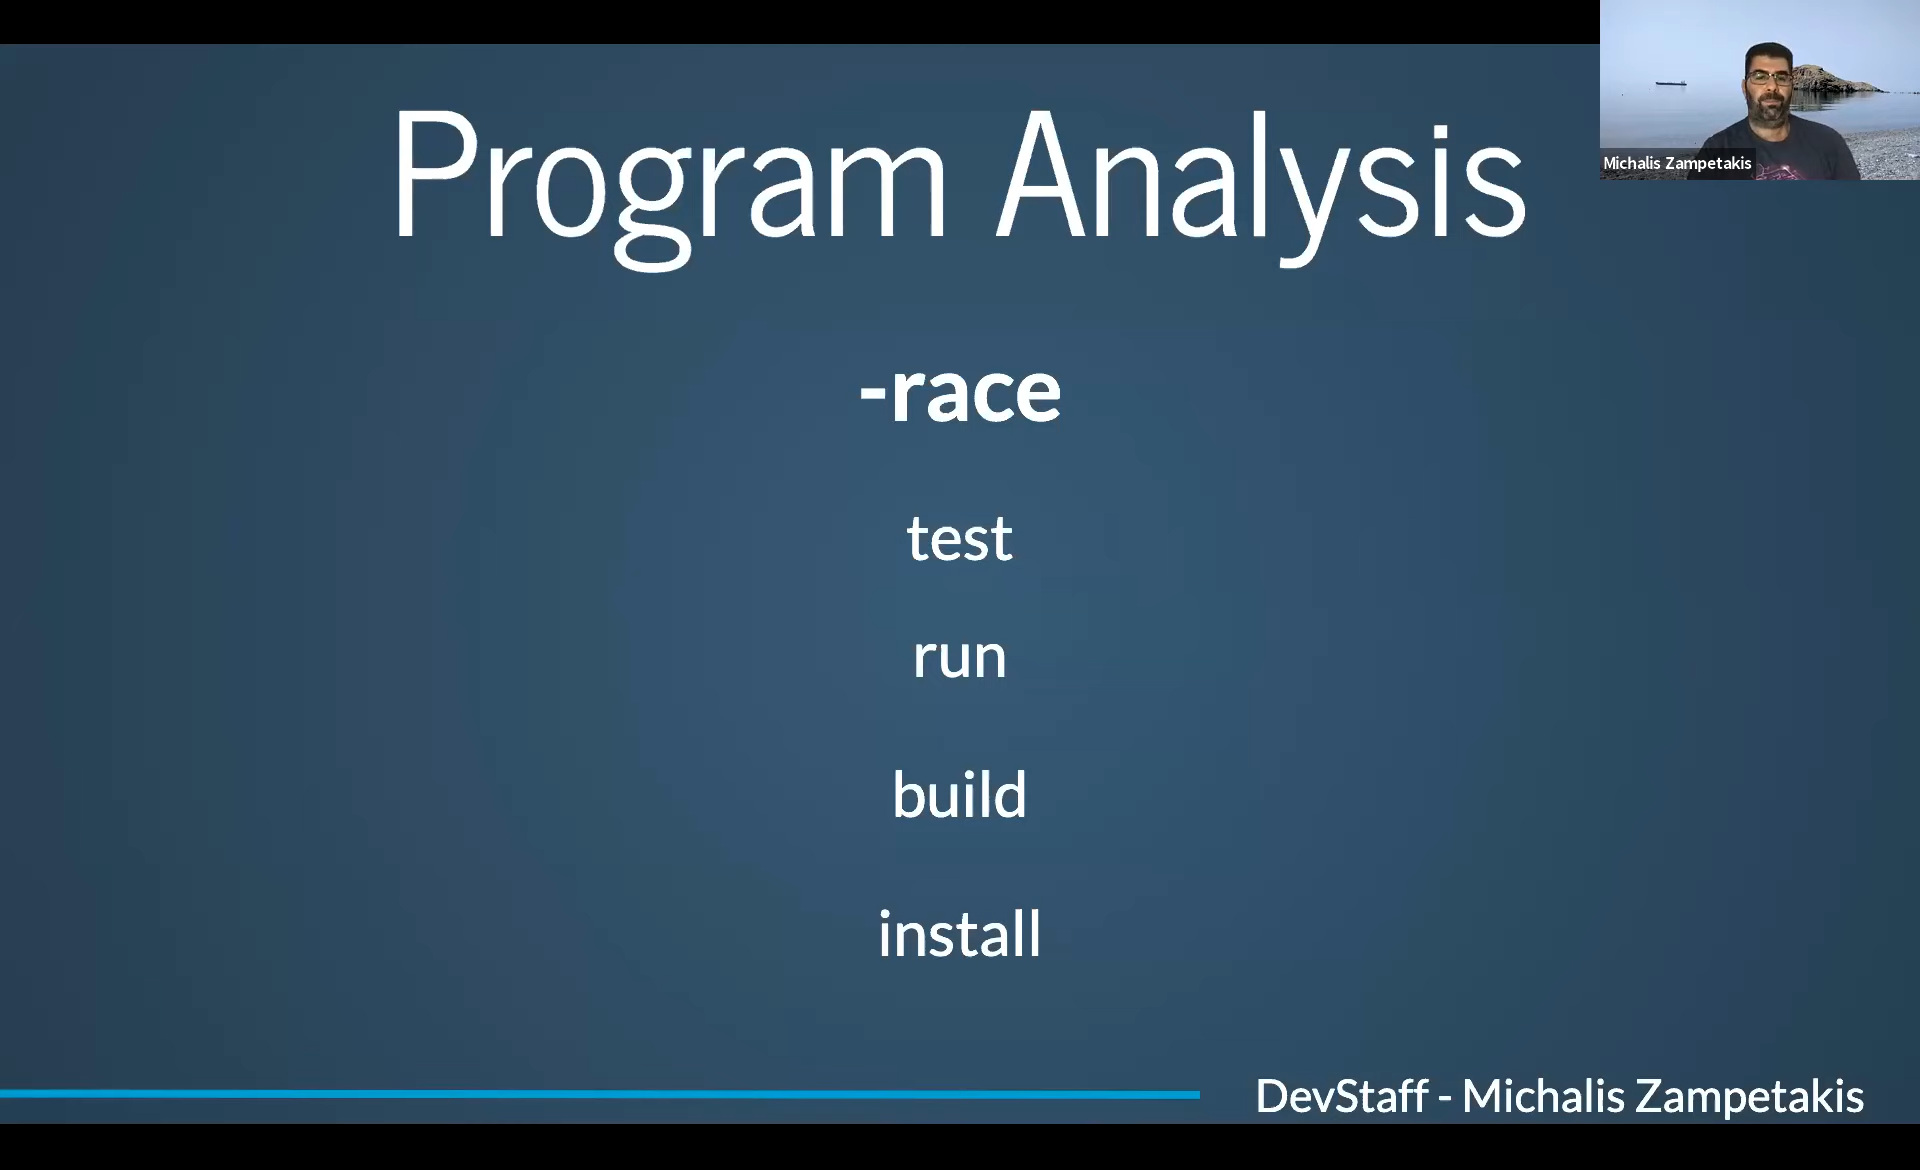 Program Analysis
Michalis Zampetakis
-race
test
run
build
install
DevStaff - Michalis Zampetakis